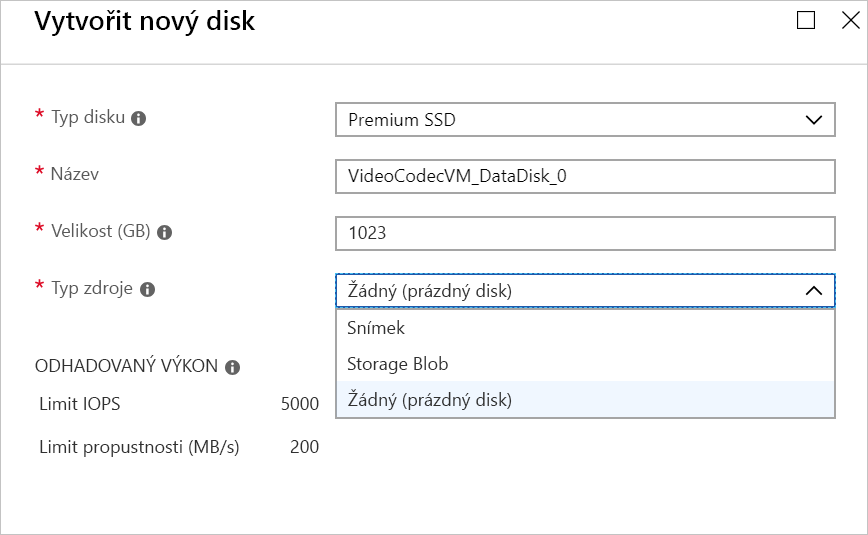 Vytvořit nový disk
* Typ disku
Premium SSD
* Název
VideoCodecVM_DataDisk_0
* Velikost (GB)
1023
* Typ zdroje
Žádný (prázdný disk)
Snímek
Storage Blob
Žádný (prázdný disk)
ODHADOVANÝ VÝKON
Limit IOPS 5000
Limit propustnosti (MB/s) 200